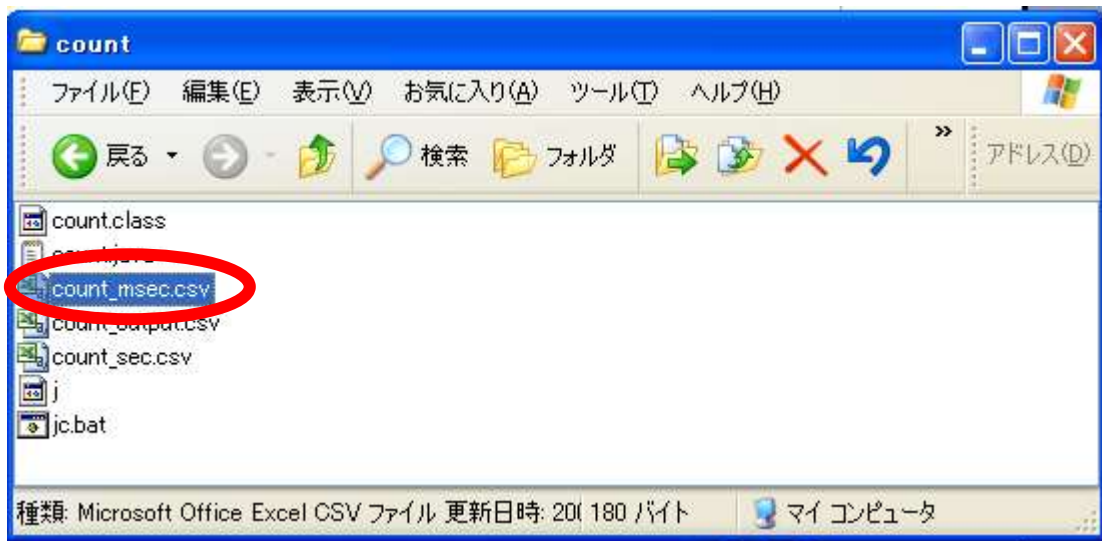 count
ファイル(F) 編集(E) 表示(V) お気に入り(A) ツール(T) ヘルプ(H)
戻る 検索 フォルダ » アドレス(D)
count.class
count_msec.csv
count_output.csv
count_sec.csv
j
jc.bat
種類: Microsoft Office Excel CSV ファイル 更新日時: 20( 180 バイト マイ コンピュータ